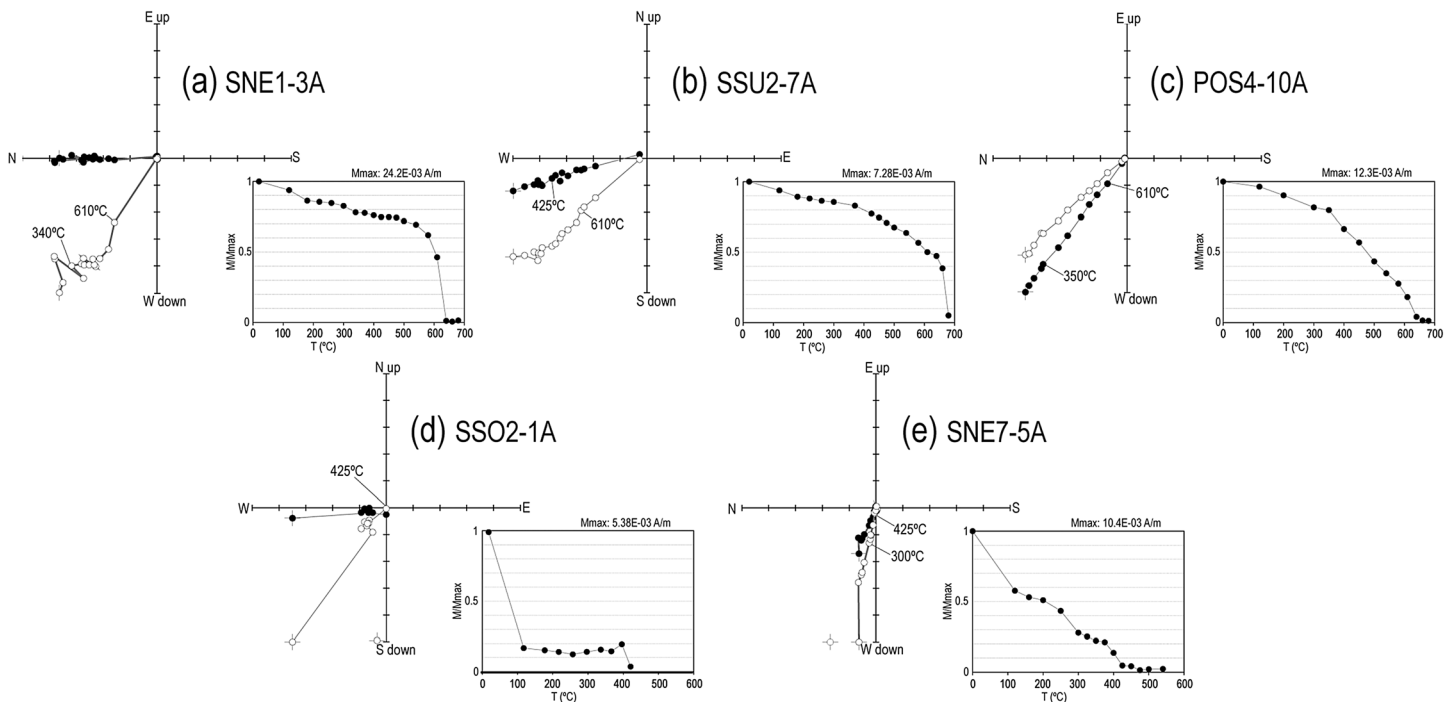 E up
(a) SNE1-3A
N
S
610ºC
340ºC
W down
Mmax: 24.2E-03 A/m
M/Mmax
1
0.5
0
0 100 200 300 400 500 600 700
T (ºC)
N up
(b) SSU2-7A
W
E
425ºC
610ºC
S down
Mmax: 7.28E-03 A/m
M/Mmax
1
0.5
0
0 100 200 300 400 500 600 700
T (ºC)
E up
(c) POS4-10A
N
S
610ºC
350ºC
W down
Mmax: 12.3E-03 A/m
M/Mmax
1
0.5
0
0 100 200 300 400 500 600 700
T (ºC)
N up
(d) SSO2-1A
425ºC
W
E
S down
Mmax: 5.38E-03 A/m
M/Mmax
1
0.5
0
0 100 200 300 400 500 600
T (ºC)
E up
(e) SNE7-5A
N
S
425ºC
300ºC
W down
Mmax: 10.4E-03 A/m
M/Mmax
1
0.5
0
0 100 200 300 400 500 600
T (ºC)